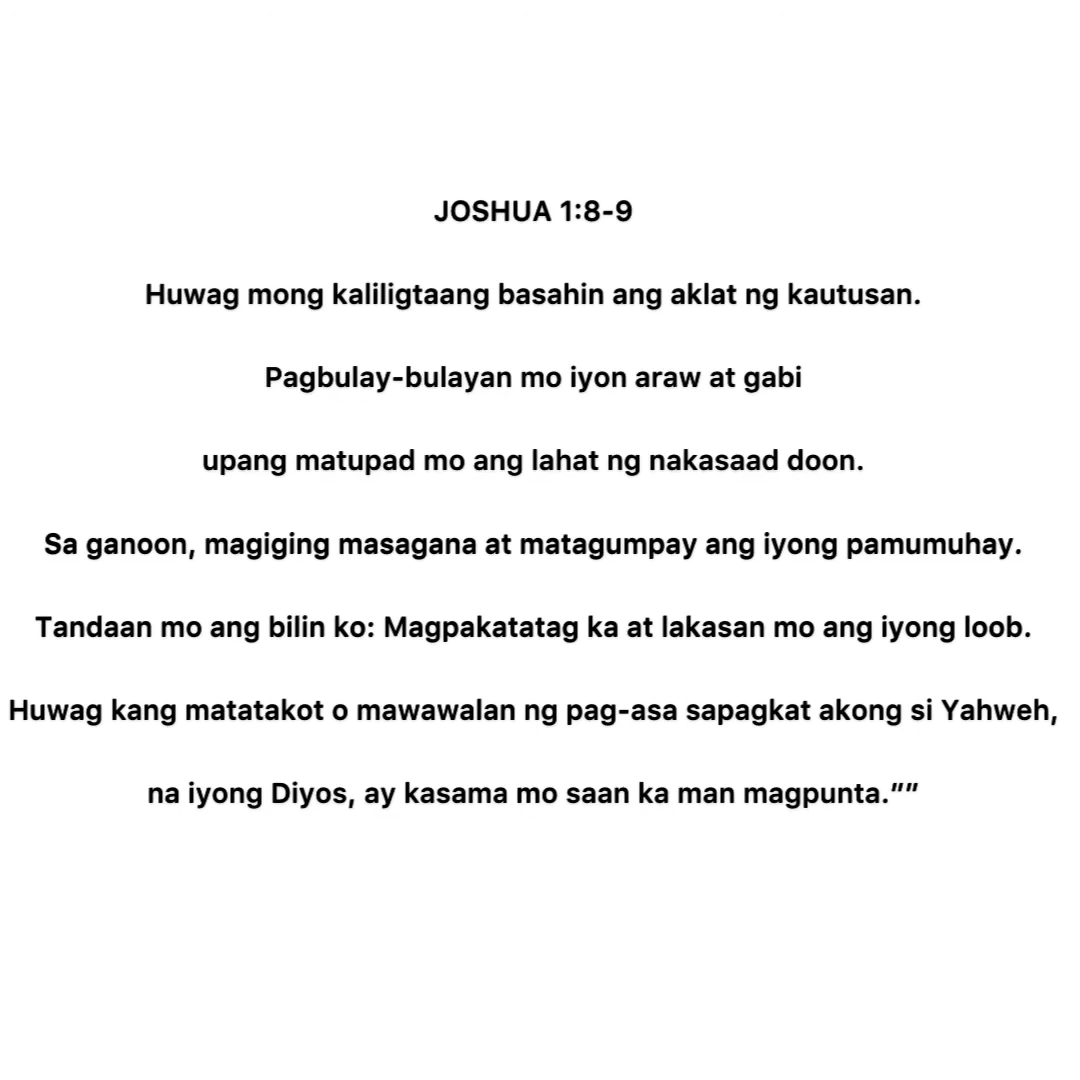 JOSHUA 1:8-9
Huwag mong kaliligtaang basahin ang aklat ng kautusan.
Pagbulay-bulayan mo iyon araw at gabi
upang matupad mo ang lahat ng nakasaad doon.
Sa ganoon, magiging masagana at matagumpay ang iyong pamumuhay.
Tandaan mo ang bilin ko: Magpakatatag ka at lakasan mo ang iyong loob.
Huwag kang matatakot o mawawalan ng pag-asa sapagkat akong si Yahweh,
na iyong Diyos, ay kasama mo saan ka man magpunta.””